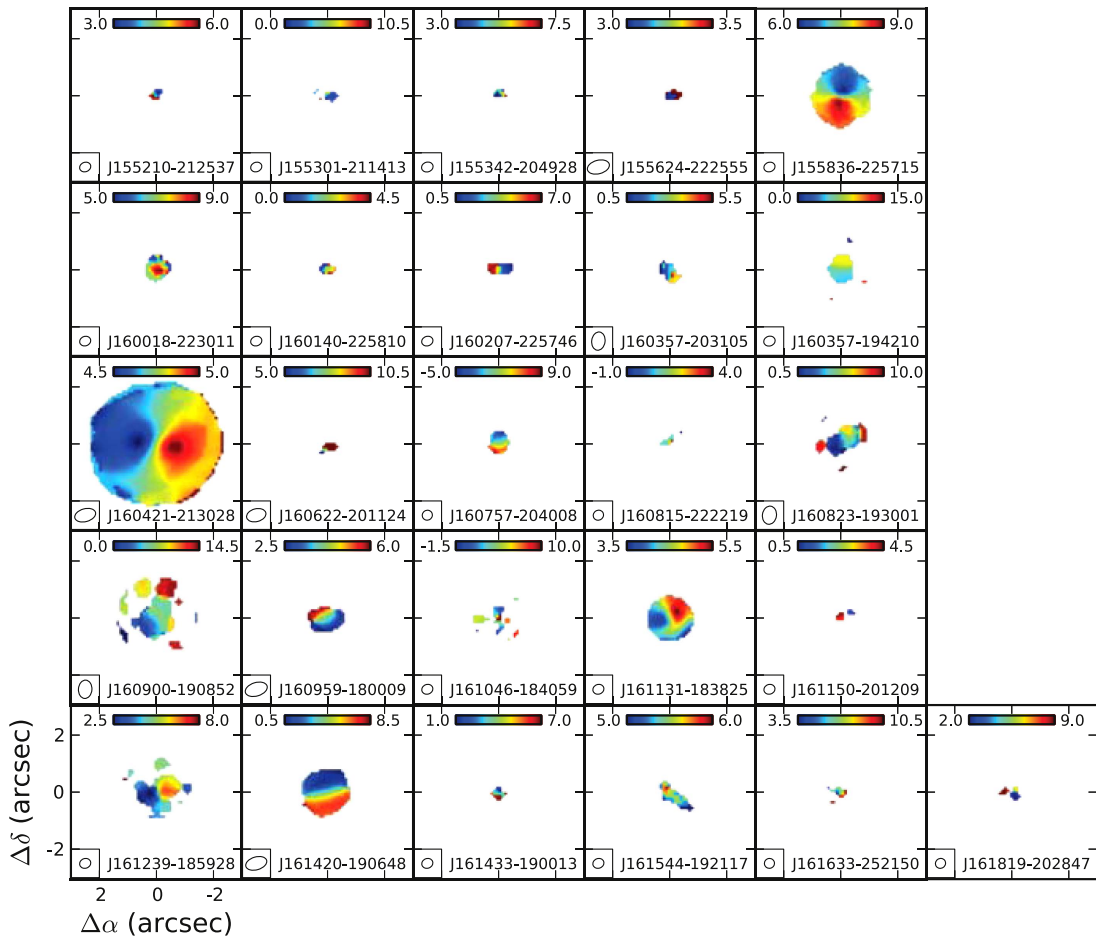 3.0 6.0 0.0 10.5 3.0 7.5 3.0 3.5 6.0 9.0
J155210-212537 J155301-211413 J155342-204928 J155624-222555 J155836-225715
5.0 9.0 0.0 4.5 0.5 7.0 0.5 5.5 0.0 15.0
J160018-223011 J160140-225810 J160207-225746 J160357-203105 J160357-194210
4.5 5.0 5.0 10.5 -5.0 9.0 -1.0 4.0 0.5 10.0
J160421-213028 J160622-201124 J160757-204008 J160815-222219 J160823-193001
0.0 14.5 2.5 6.0 -1.5 10.0 3.5 5.5 0.5 4.5
J160900-190852 J160959-180009 J161046-184059 J161131-183825 J161150-201209
2.5 8.0 0.5 8.5 1.0 7.0 5.0 6.0 3.5 10.5 2.0 9.0
2
0
-2
Δδ (arcsec)
J161239-185928 J161420-190648 J161433-190013 J161544-192117 J161633-252150 J161819-202847
2 0 -2
Δα (arcsec)